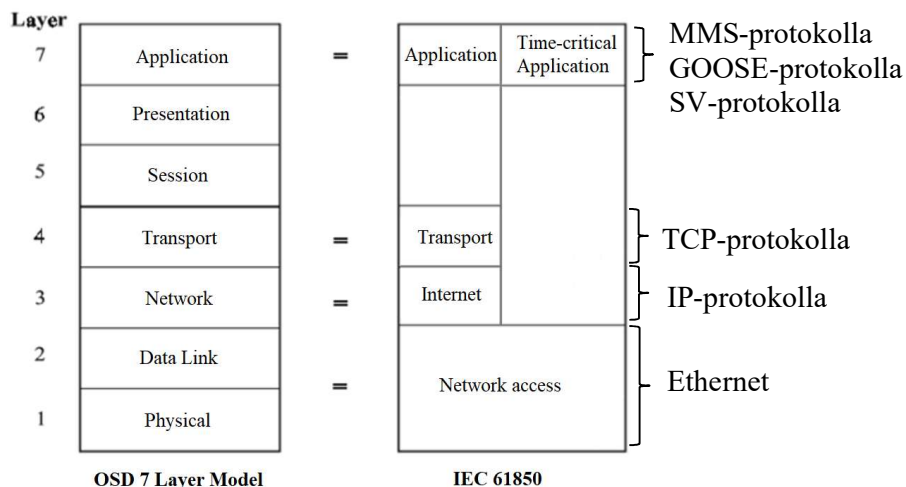 Layer
7 Application = Application Time-critical Application MMS-protokolla
GOOSE-protokolla
SV-protokolla
6 Presentation
5 Session
4 Transport = Transport TCP-protokolla
3 Network = Internet IP-protokolla
2 Data Link
= Network access Ethernet
1 Physical
OSD 7 Layer Model IEC 61850